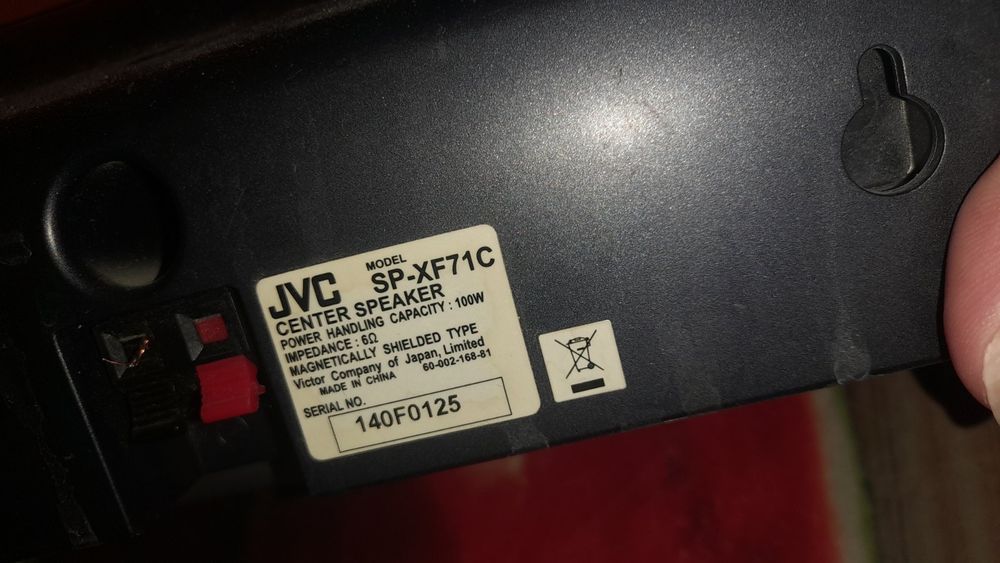 JVC MODEL SP-XF71C
CENTER SPEAKER
POWER HANDLING CAPACITY : 100W
IMPEDANCE : 6Ω
MAGNETICALLY SHIELDED TYPE
Victor Company of Japan, Limited
MADE IN CHINA 60-002-168-81
SERIAL NO.
140F0125